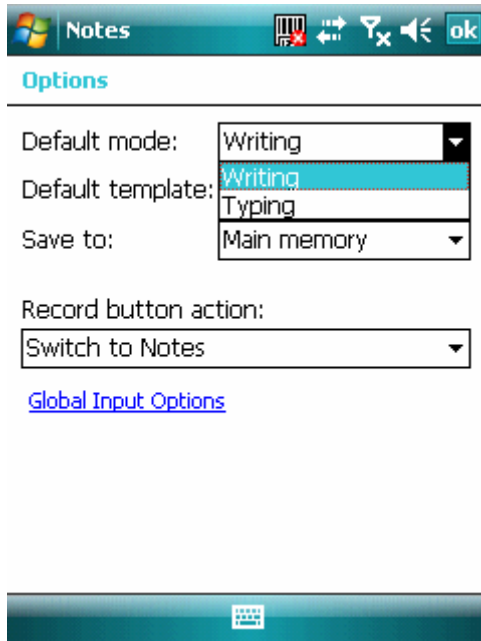 Notes ok
Options
Default mode: Writing
Writing
Default template:
Typing
Save to: Main memory
Record button action:
Switch to Notes
Global Input Options